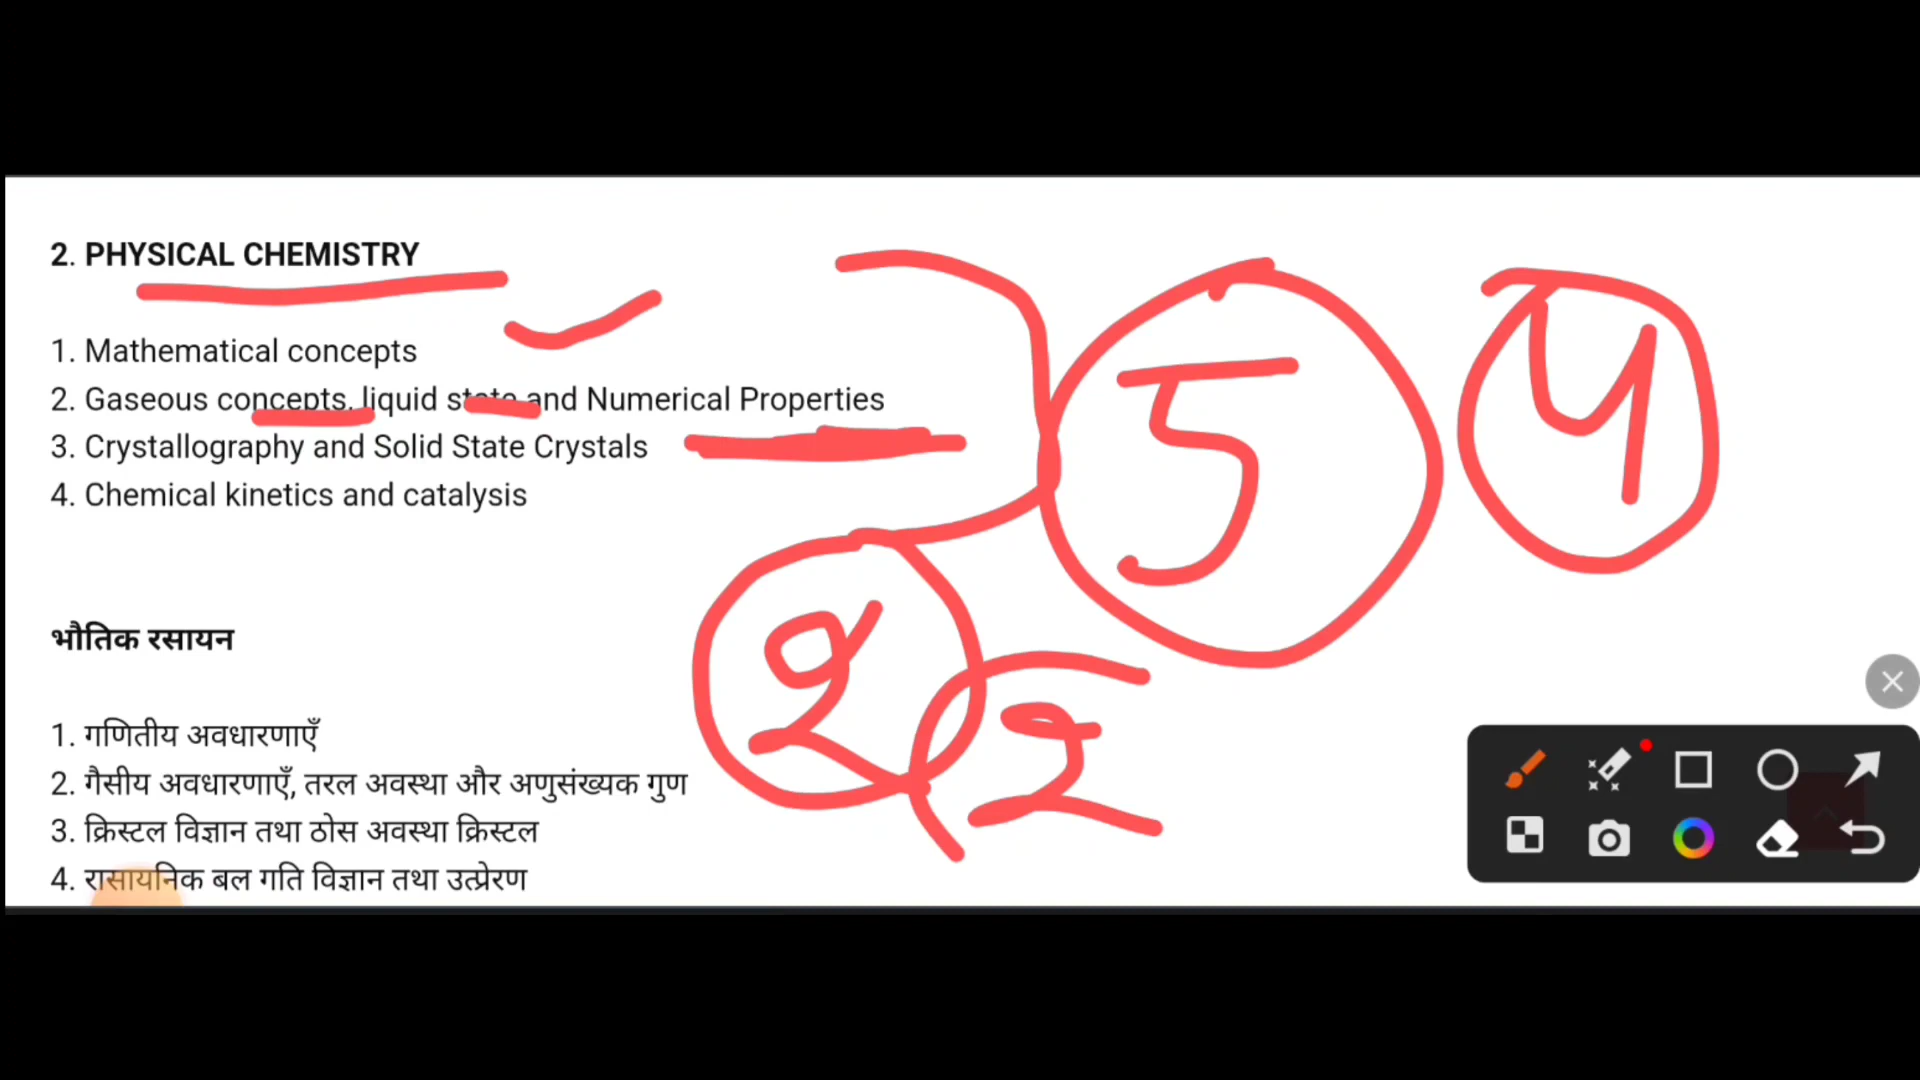 2. PHYSICAL CHEMISTRY
1. Mathematical concepts
2. Gaseous concepts, liquid state and Numerical Properties
3. Crystallography and Solid State Crystals
4. Chemical kinetics and catalysis
5
4
2
2
भौतिक रसायन
1. गणितीय अवधारणाएँ
2. गैसीय अवधारणाएँ, तरल अवस्था और अणुसंख्यक गुण
3. क्रिस्टल विज्ञान तथा ठोस अवस्था क्रिस्टल
4. रासायनिक बल गति विज्ञान तथा उत्प्रेरण